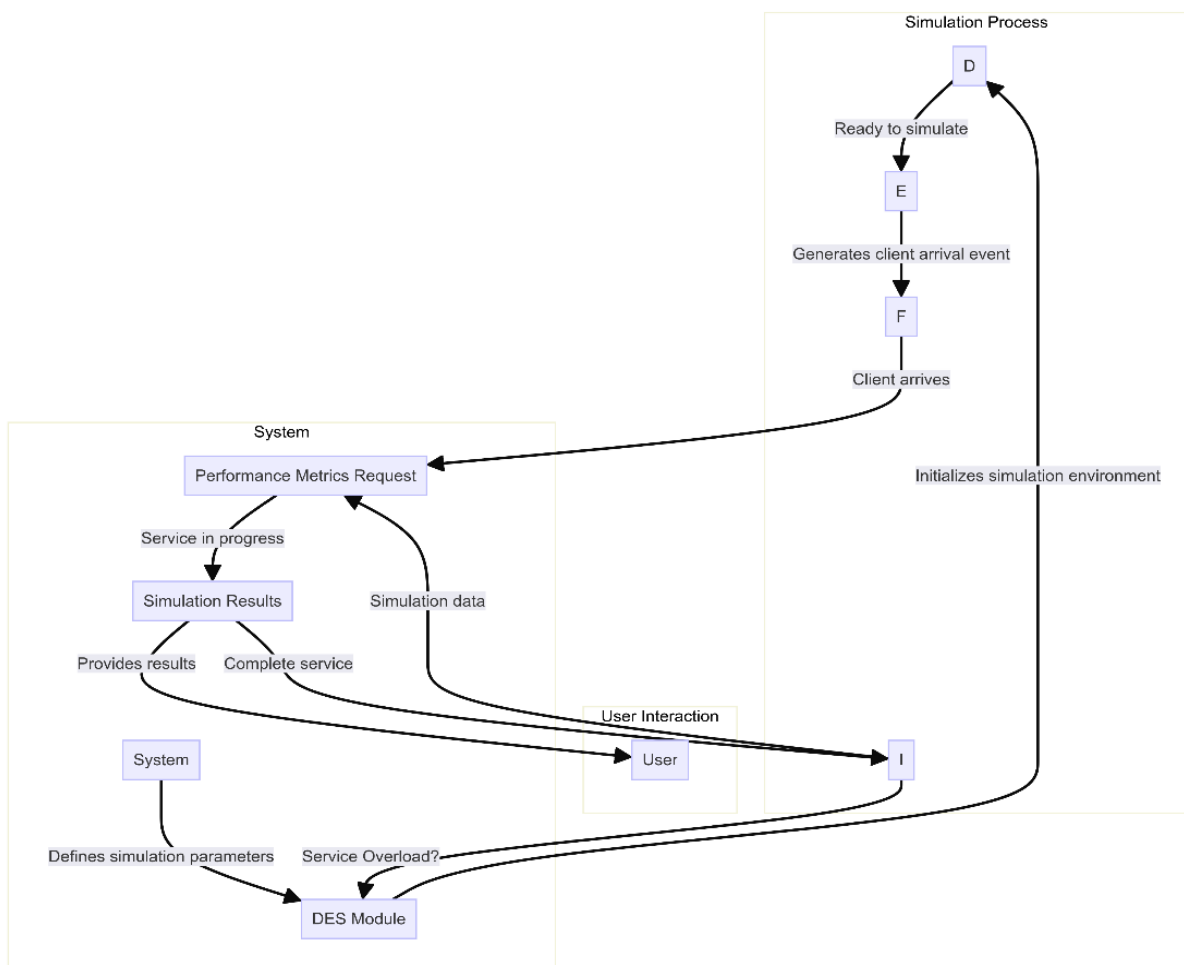 Simulation Process
D
Ready to simulate
E
Generates client arrival event
F
Client arrives
System
Performance Metrics Request
Initializes simulation environment
Service in progress
Simulation Results
Simulation data
Provides results
Complete service
User Interaction
System
User
I
Defines simulation parameters
Service Overload?
DES Module